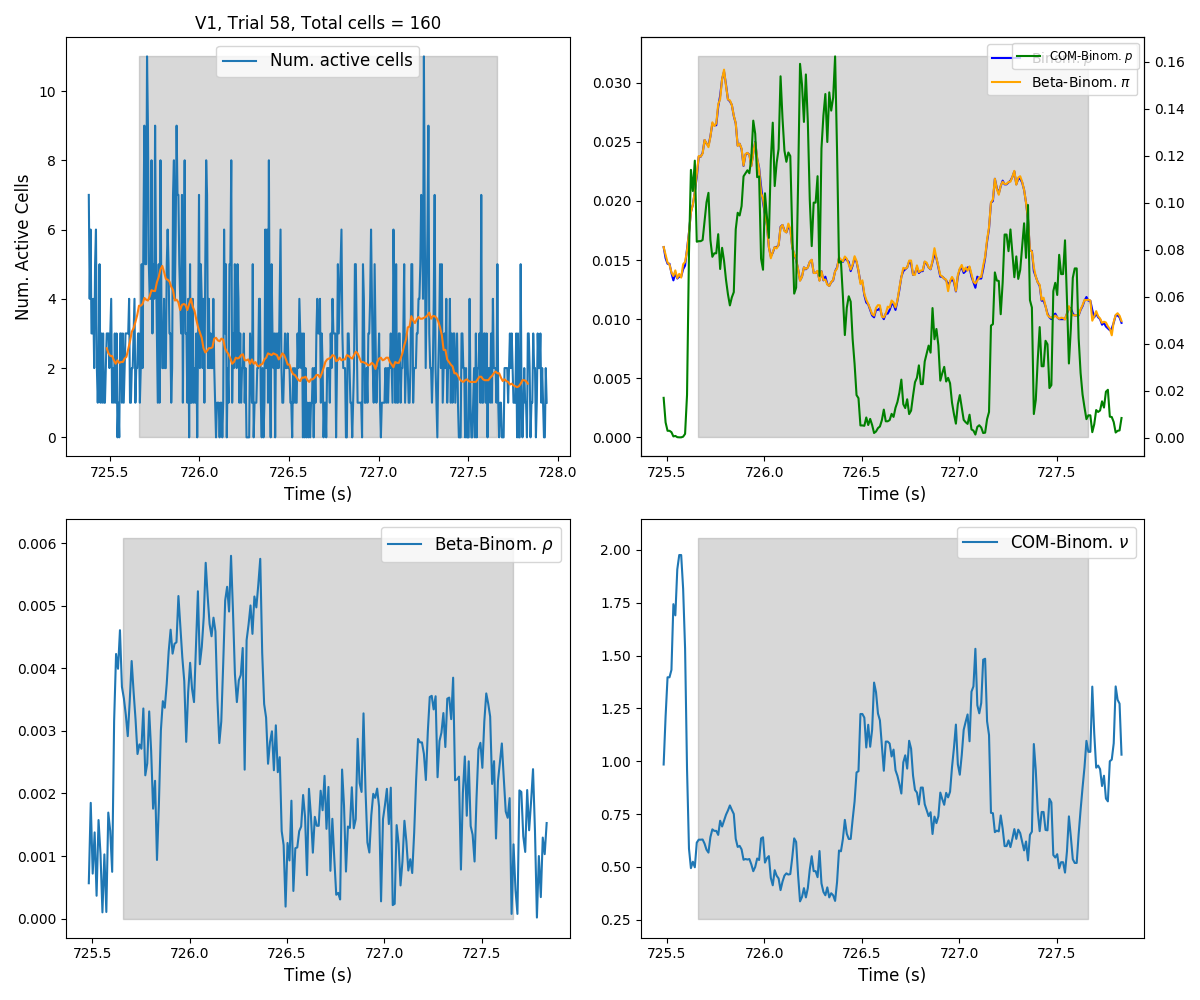 V1, Trial 58, Total cells = 160
Num. active cells
Num. Active Cells
10
8
6
4
2
0
725.5 726.0 726.5 727.0 727.5 728.0
Time (s)
COM-Binom. p
Binom. p
Beta-Binom. π
0.030
0.025
0.020
0.015
0.010
0.005
0.000
0.16
0.14
0.12
0.10
0.08
0.06
0.04
0.02
0.00
725.5 726.0 726.5 727.0 727.5
Time (s)
Beta-Binom. ρ
0.006
0.005
0.004
0.003
0.002
0.001
0.000
725.5 726.0 726.5 727.0 727.5
Time (s)
COM-Binom. ν
2.00
1.75
1.50
1.25
1.00
0.75
0.50
0.25
725.5 726.0 726.5 727.0 727.5
Time (s)